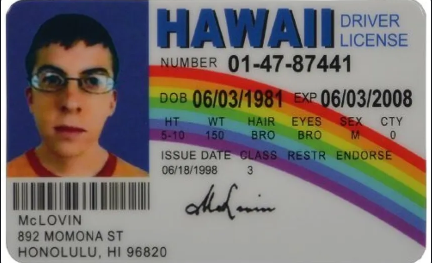 HAWAII DRIVER
LICENSE
NUMBER 01-47-87441
DOB 06/03/1981 EXP 06/03/2008
HT WT HAIR EYES SEX CTY
5-10 150 BRO BRO M 0
ISSUE DATE CLASS RESTR ENDORSE
06/18/1998 3
McLovin
McLOVIN
892 MOMONA ST
HONOLULU, HI 96820